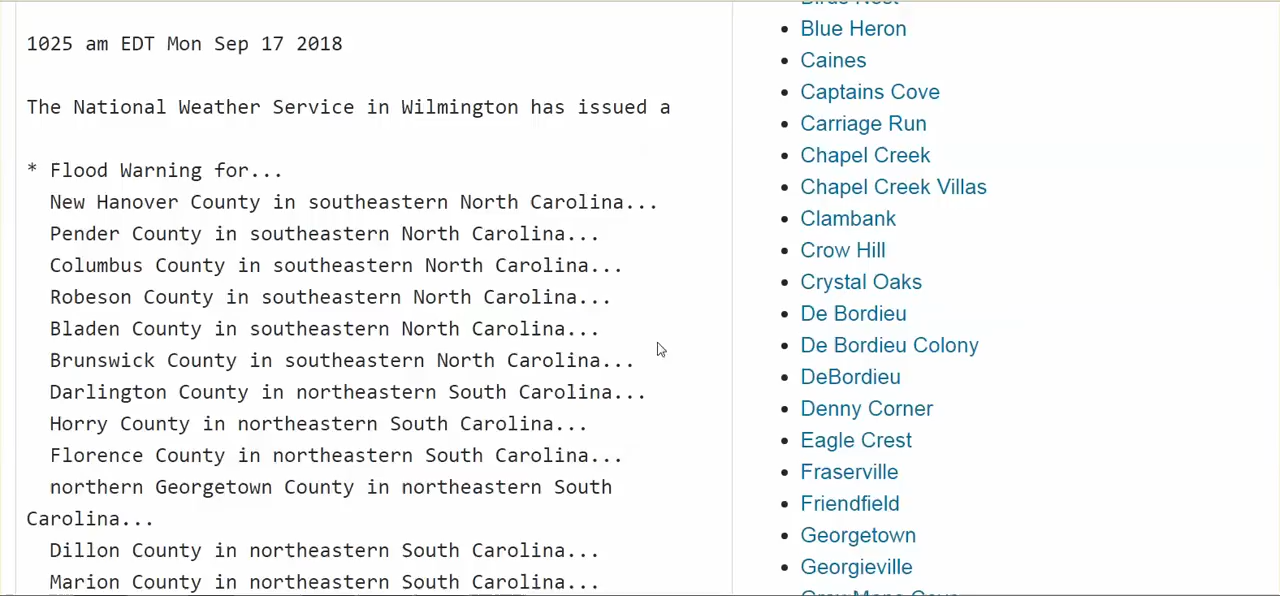 1025 am EDT Mon Sep 17 2018
The National Weather Service in Wilmington has issued a
* Flood Warning for...
New Hanover County in southeastern North Carolina...
Pender County in southeastern North Carolina...
Columbus County in southeastern North Carolina...
Robeson County in southeastern North Carolina...
Bladen County in southeastern North Carolina...
Brunswick County in southeastern North Carolina...
Darlington County in northeastern South Carolina...
Horry County in northeastern South Carolina...
Florence County in northeastern South Carolina...
northern Georgetown County in northeastern South
Carolina...
Dillon County in northeastern South Carolina...
Marion County in northeastern South Carolina...
• Blue Heron
• Caines
• Captains Cove
• Carriage Run
• Chapel Creek
• Chapel Creek Villas
• Clambank
• Crow Hill
• Crystal Oaks
• De Bordieu
• De Bordieu Colony
• DeBordieu
• Denny Corner
• Eagle Crest
• Fraserville
• Friendfield
• Georgetown
• Georgieville